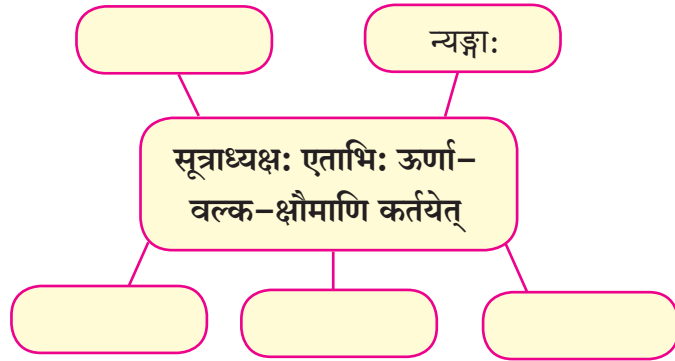 न्यङ्गा:
सूत्राध्यक्ष: एताभि: ऊर्णा–
वल्क–क्षौमाणि कर्तयेत्